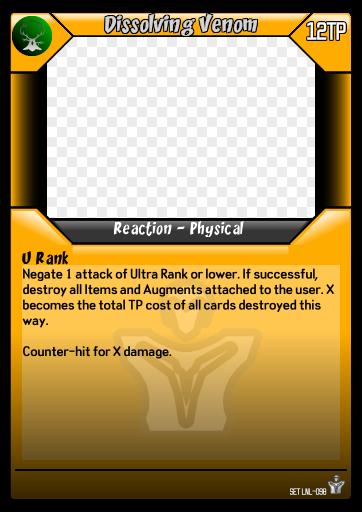 Dissolving Venom
12TP
Reaction - Physical
U Rank
Negate 1 attack of Ultra Rank or lower. If successful,
destroy all Items and Augments attached to the user. X
becomes the total TP cost of all cards destroyed this
way.
Counter-hit for X damage.
SET LNL-098